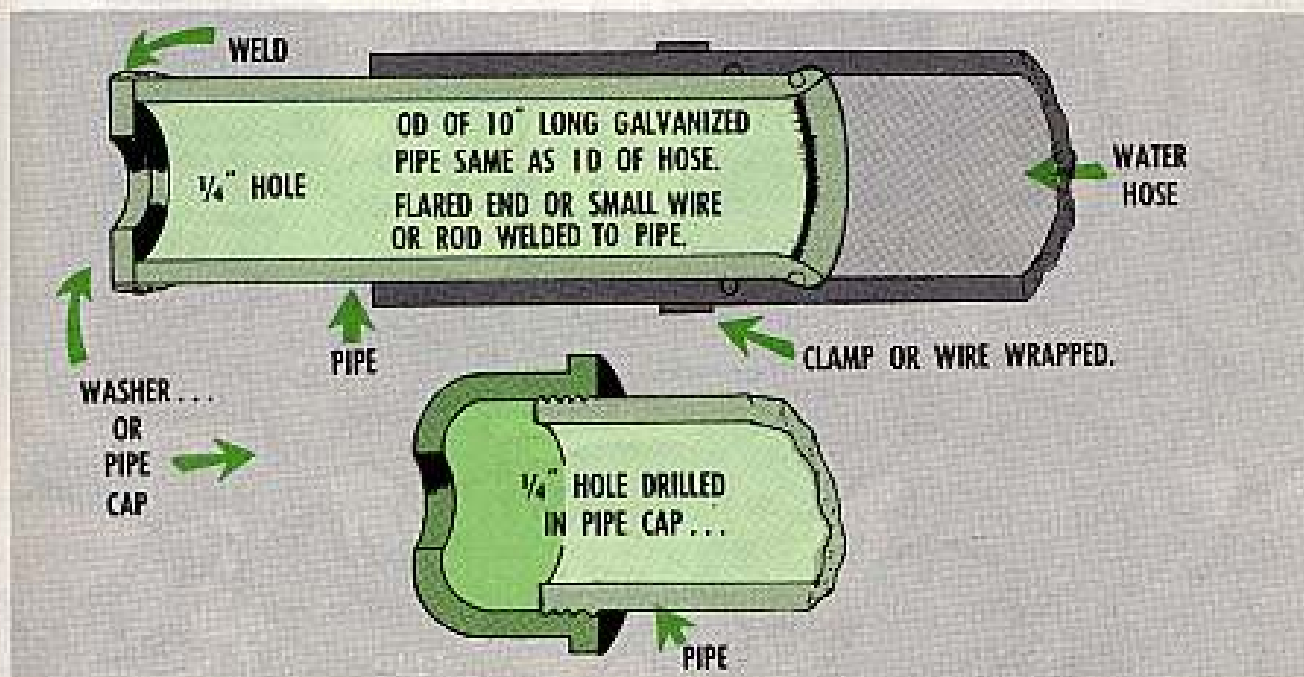 WELD
OD OF 10" LONG GALVANIZED
PIPE SAME AS ID OF HOSE.
FLARED END OR SMALL WIRE
OR ROD WELDED TO PIPE.
1/4" HOLE
WATER
HOSE
PIPE
CLAMP OR WIRE WRAPPED.
WASHER...
OR
PIPE
CAP
1/4" HOLE DRILLED
IN PIPE CAP...
PIPE